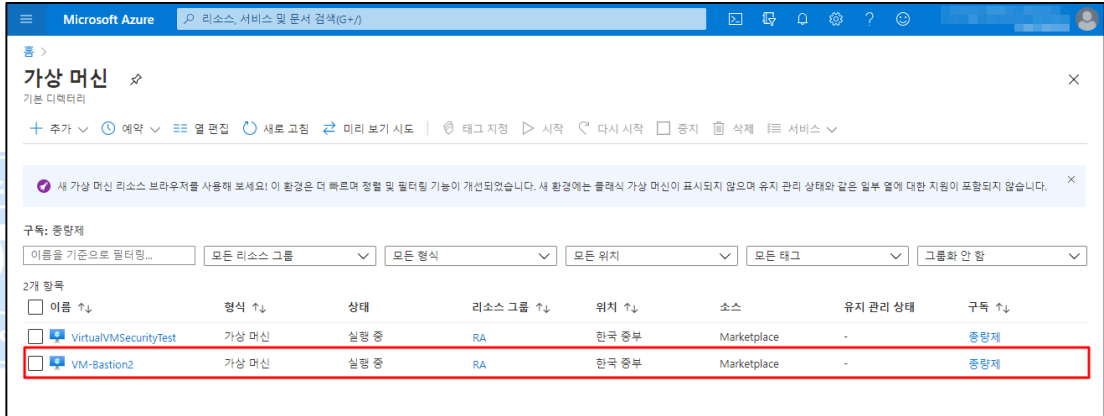 Microsoft Azure 리소스, 서비스 및 문서 검색(G+/)
홈 >
가상 머신
기본 디렉터리
추가 예약 열 편집 새로 고침 미리 보기 시도 태그 지정 시작 다시 시작 중지 삭제 서비스
새 가상 머신 리소스 브라우저를 사용해 보세요! 이 환경은 더 빠르며 정렬 및 필터링 기능이 개선되었습니다. 새 환경에는 클래식 가상 머신이 표시되지 않으며 유지 관리 상태와 같은 일부 열에 대한 지원이 포함되지 않습니다.
구독: 종량제
이름을 기준으로 필터링... 모든 리소스 그룹 모든 형식 모든 위치 모든 태그 그룹화 안 함
2개 항목
이름 ↑↓ 형식 ↑↓ 상태 리소스 그룹 ↑↓ 위치 ↑↓ 소스 유지 관리 상태 구독 ↑↓
VirtualVMSecurityTest 가상 머신 실행 중 RA 한국 중부 Marketplace - 종량제
VM-Bastion2 가상 머신 실행 중 RA 한국 중부 Marketplace - 종량제